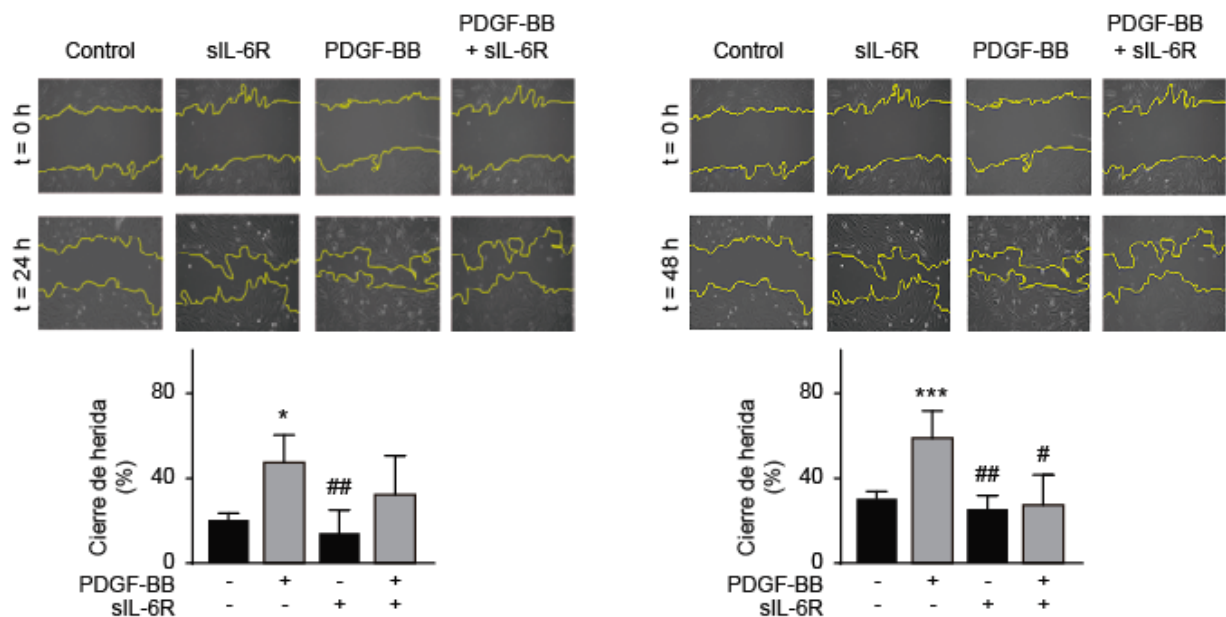 Control sIL-6R PDGF-BB PDGF-BB
+ sIL-6R
t = 0 h
t = 24 h
80
40
0
Cierre de herida
(%)
*
##
PDGF-BB - + - +
sIL-6R - - + +
Control sIL-6R PDGF-BB PDGF-BB
+ sIL-6R
t = 0 h
t = 48 h
80
40
0
Cierre de herida
(%)
***
##
#
PDGF-BB - + - +
sIL-6R - - + +